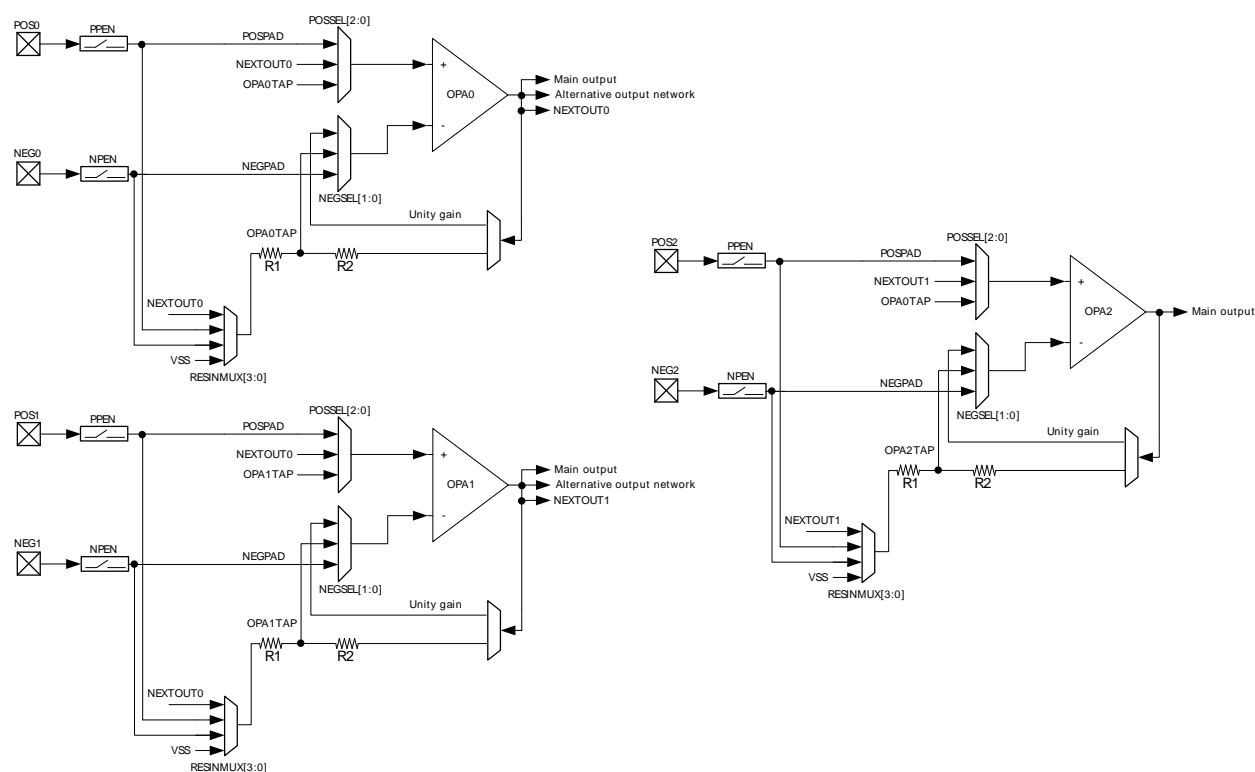 POS0
PPEN
POSSEL[2:0]
POSPAD
NEXTOUT0
OPA0TAP
+
OPA0
-
Main output
Alternative output network
NEXTOUT0
NEG0
NPEN
NEGPAD
NEGSEL[1:0]
Unity gain
OPA0TAP
R1
R2
NEXTOUT0
VSS
RESINMUX[3:0]
POS1
PPEN
POSSEL[2:0]
POSPAD
NEXTOUT0
OPA1TAP
+
OPA1
-
Main output
Alternative output network
NEXTOUT1
NEG1
NPEN
NEGPAD
NEGSEL[1:0]
Unity gain
OPA1TAP
R1
R2
NEXTOUT0
VSS
RESINMUX[3:0]
POS2
PPEN
POSSEL[2:0]
POSPAD
NEXTOUT1
OPA0TAP
+
OPA2
-
Main output
NEG2
NPEN
NEGPAD
NEGSEL[1:0]
Unity gain
OPA2TAP
R1
R2
NEXTOUT1
VSS
RESINMUX[3:0]